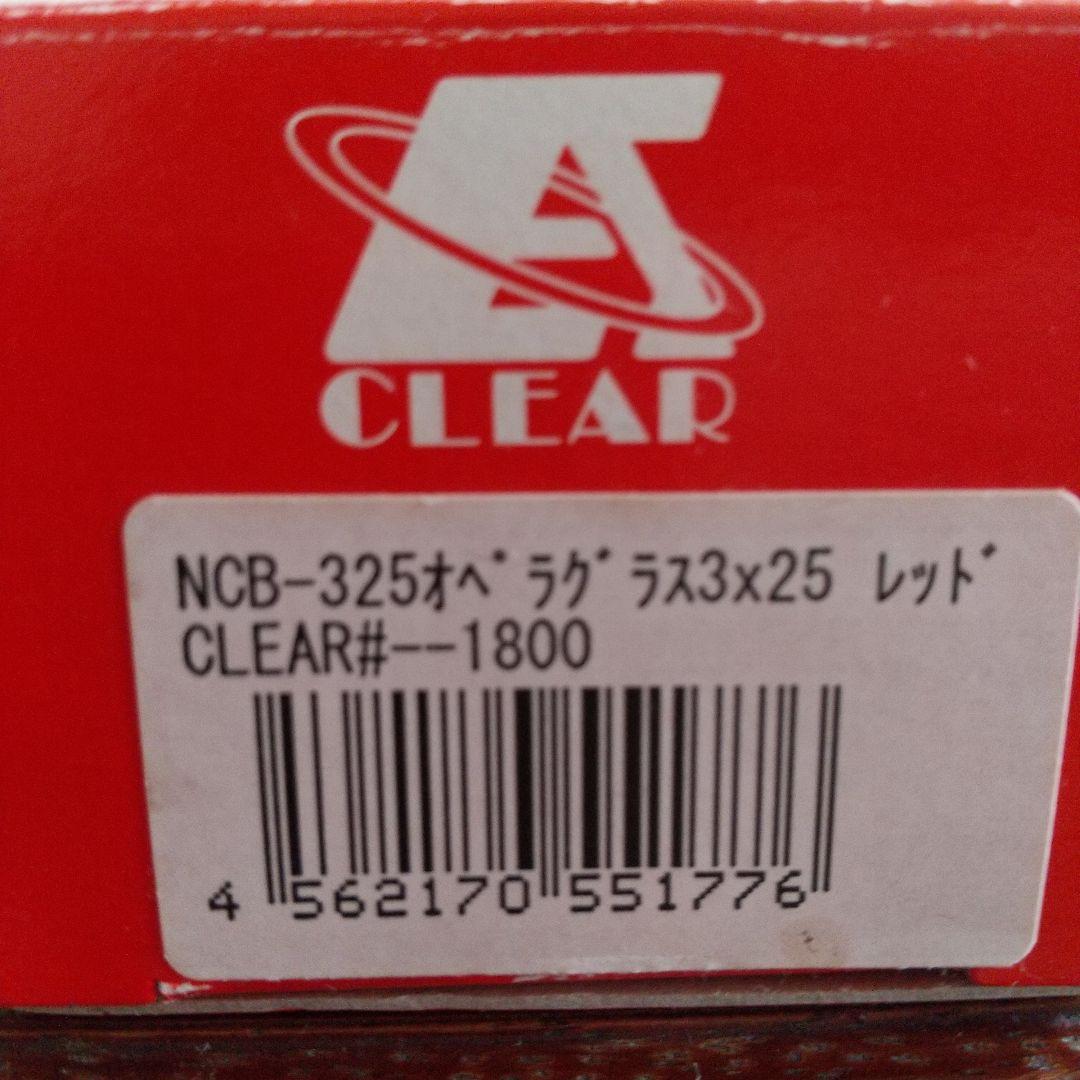 CLEAR
NCB-325ｵﾍﾟﾗｸﾞﾗｽ3x25 ﾚｯﾄﾞ
CLEAR#--1800
4 562170 551776